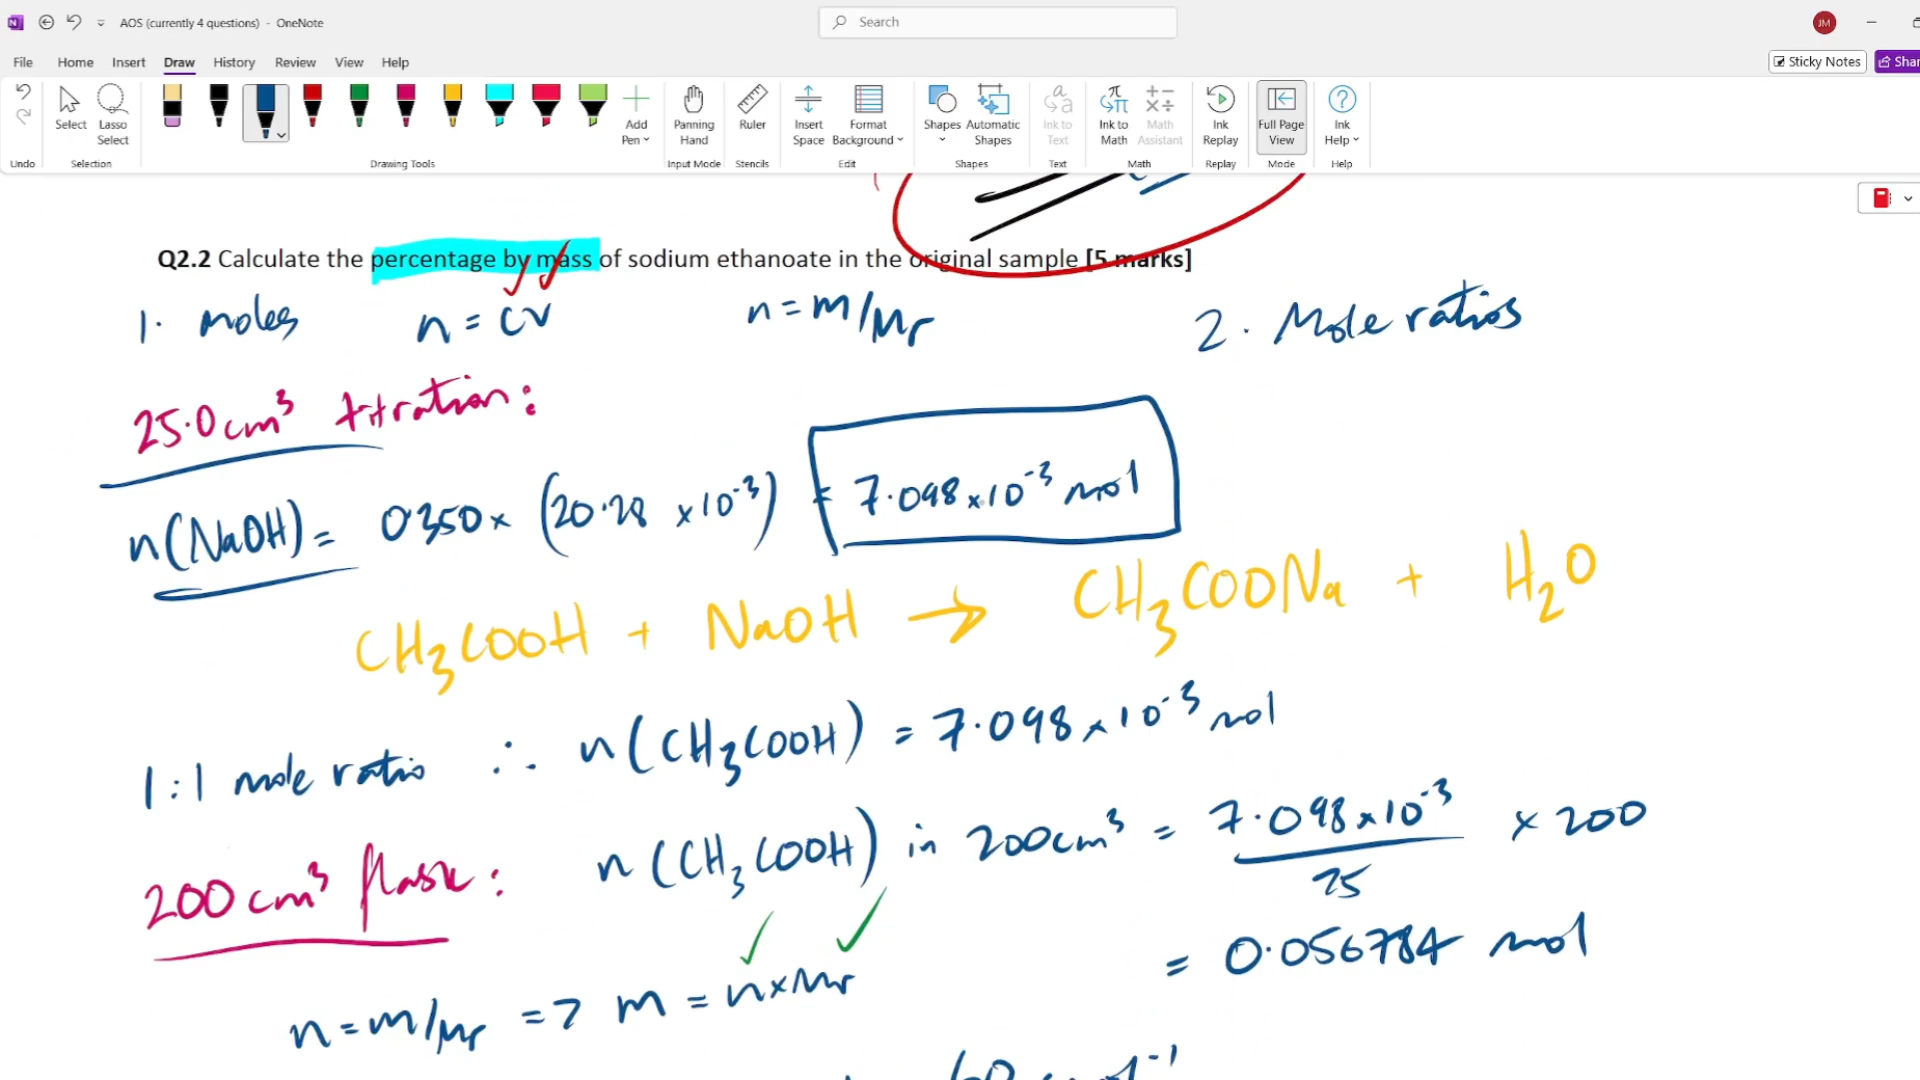 AOS (currently 4 questions) - OneNote
Search
JM
File Home Insert Draw History Review View Help
Sticky Notes
Shar
Select
Lasso Select
Add Pen
Panning Hand
Ruler
Insert Space
Format Background
Shapes
Automatic Shapes
Ink to Text
Ink to Math
Math Assistant
Ink Replay
Full Page View
Ink Help
Undo Selection Drawing Tools Input Mode Stencils Edit Shapes Text Math Replay Mode Help
Q2.2 Calculate the percentage by mass of sodium ethanoate in the original sample [5 marks]
1. moles n = cv n = m/Mr 2. Mole ratios
25.0cm³ titration:
n(NaOH) = 0.350 × (20.28 × 10⁻³) = 7.098×10⁻³ mol
CH₃COOH + NaOH → CH₃COONa + H₂O
1:1 mole ratio ∴ n(CH₃COOH) = 7.098×10⁻³ mol
200cm³ flask: n(CH₃COOH) in 200cm³ = 7.098×10⁻³ / 25 × 200
= 0.056784 mol
n = m/Mr => m = n×Mr